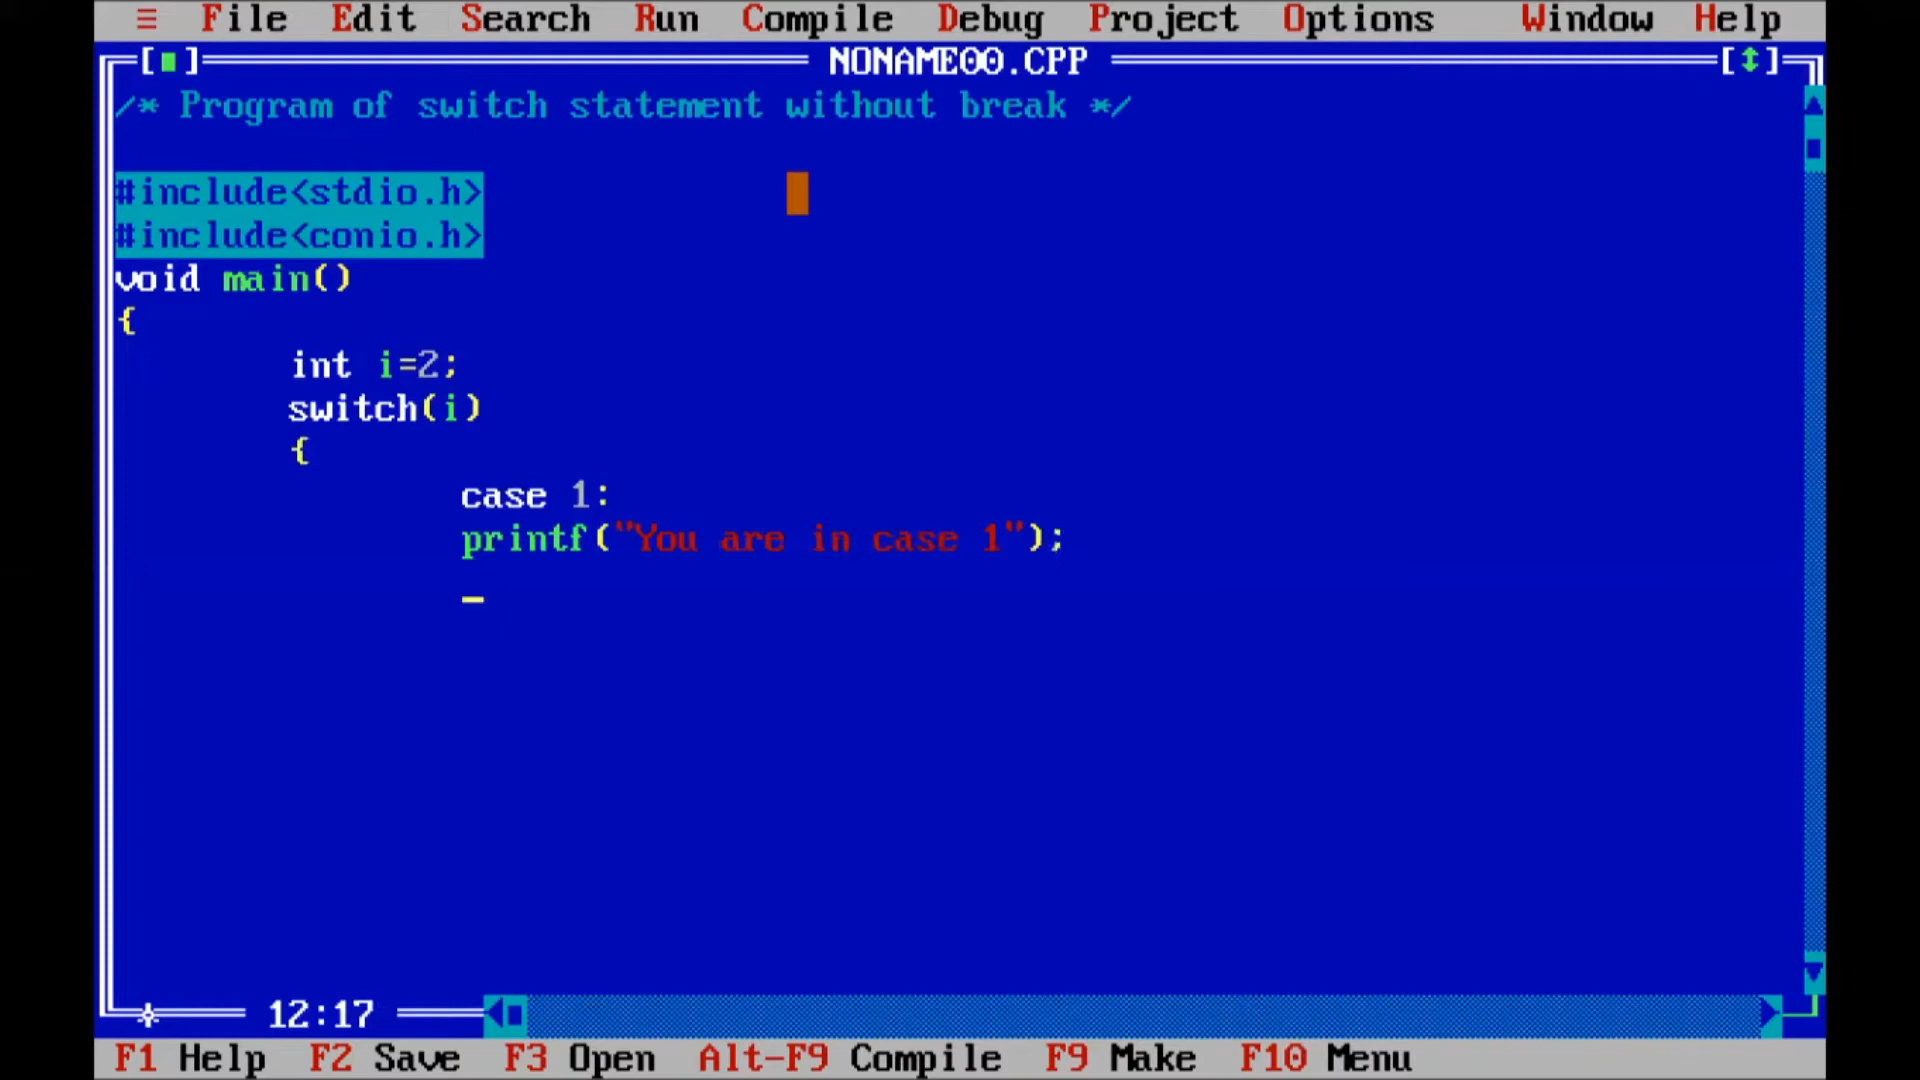 ≡ File Edit Search Run Compile Debug Project Options Window Help
[■] NONAME00.CPP [↕]
/* Program of switch statement without break */
#include<stdio.h>
#include<conio.h>
void main()
{
int i=2;
switch(i)
{
case 1:
printf("You are in case 1");
12:17
F1 Help F2 Save F3 Open Alt-F9 Compile F9 Make F10 Menu